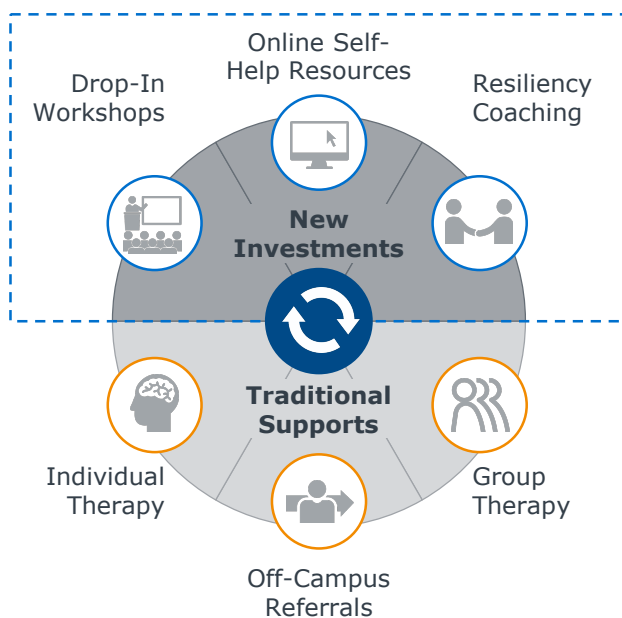 Online Self-
Help Resources
Drop-In
Workshops
Resiliency
Coaching
New
Investments
Traditional
Supports
Individual
Therapy
Group
Therapy
Off-Campus
Referrals